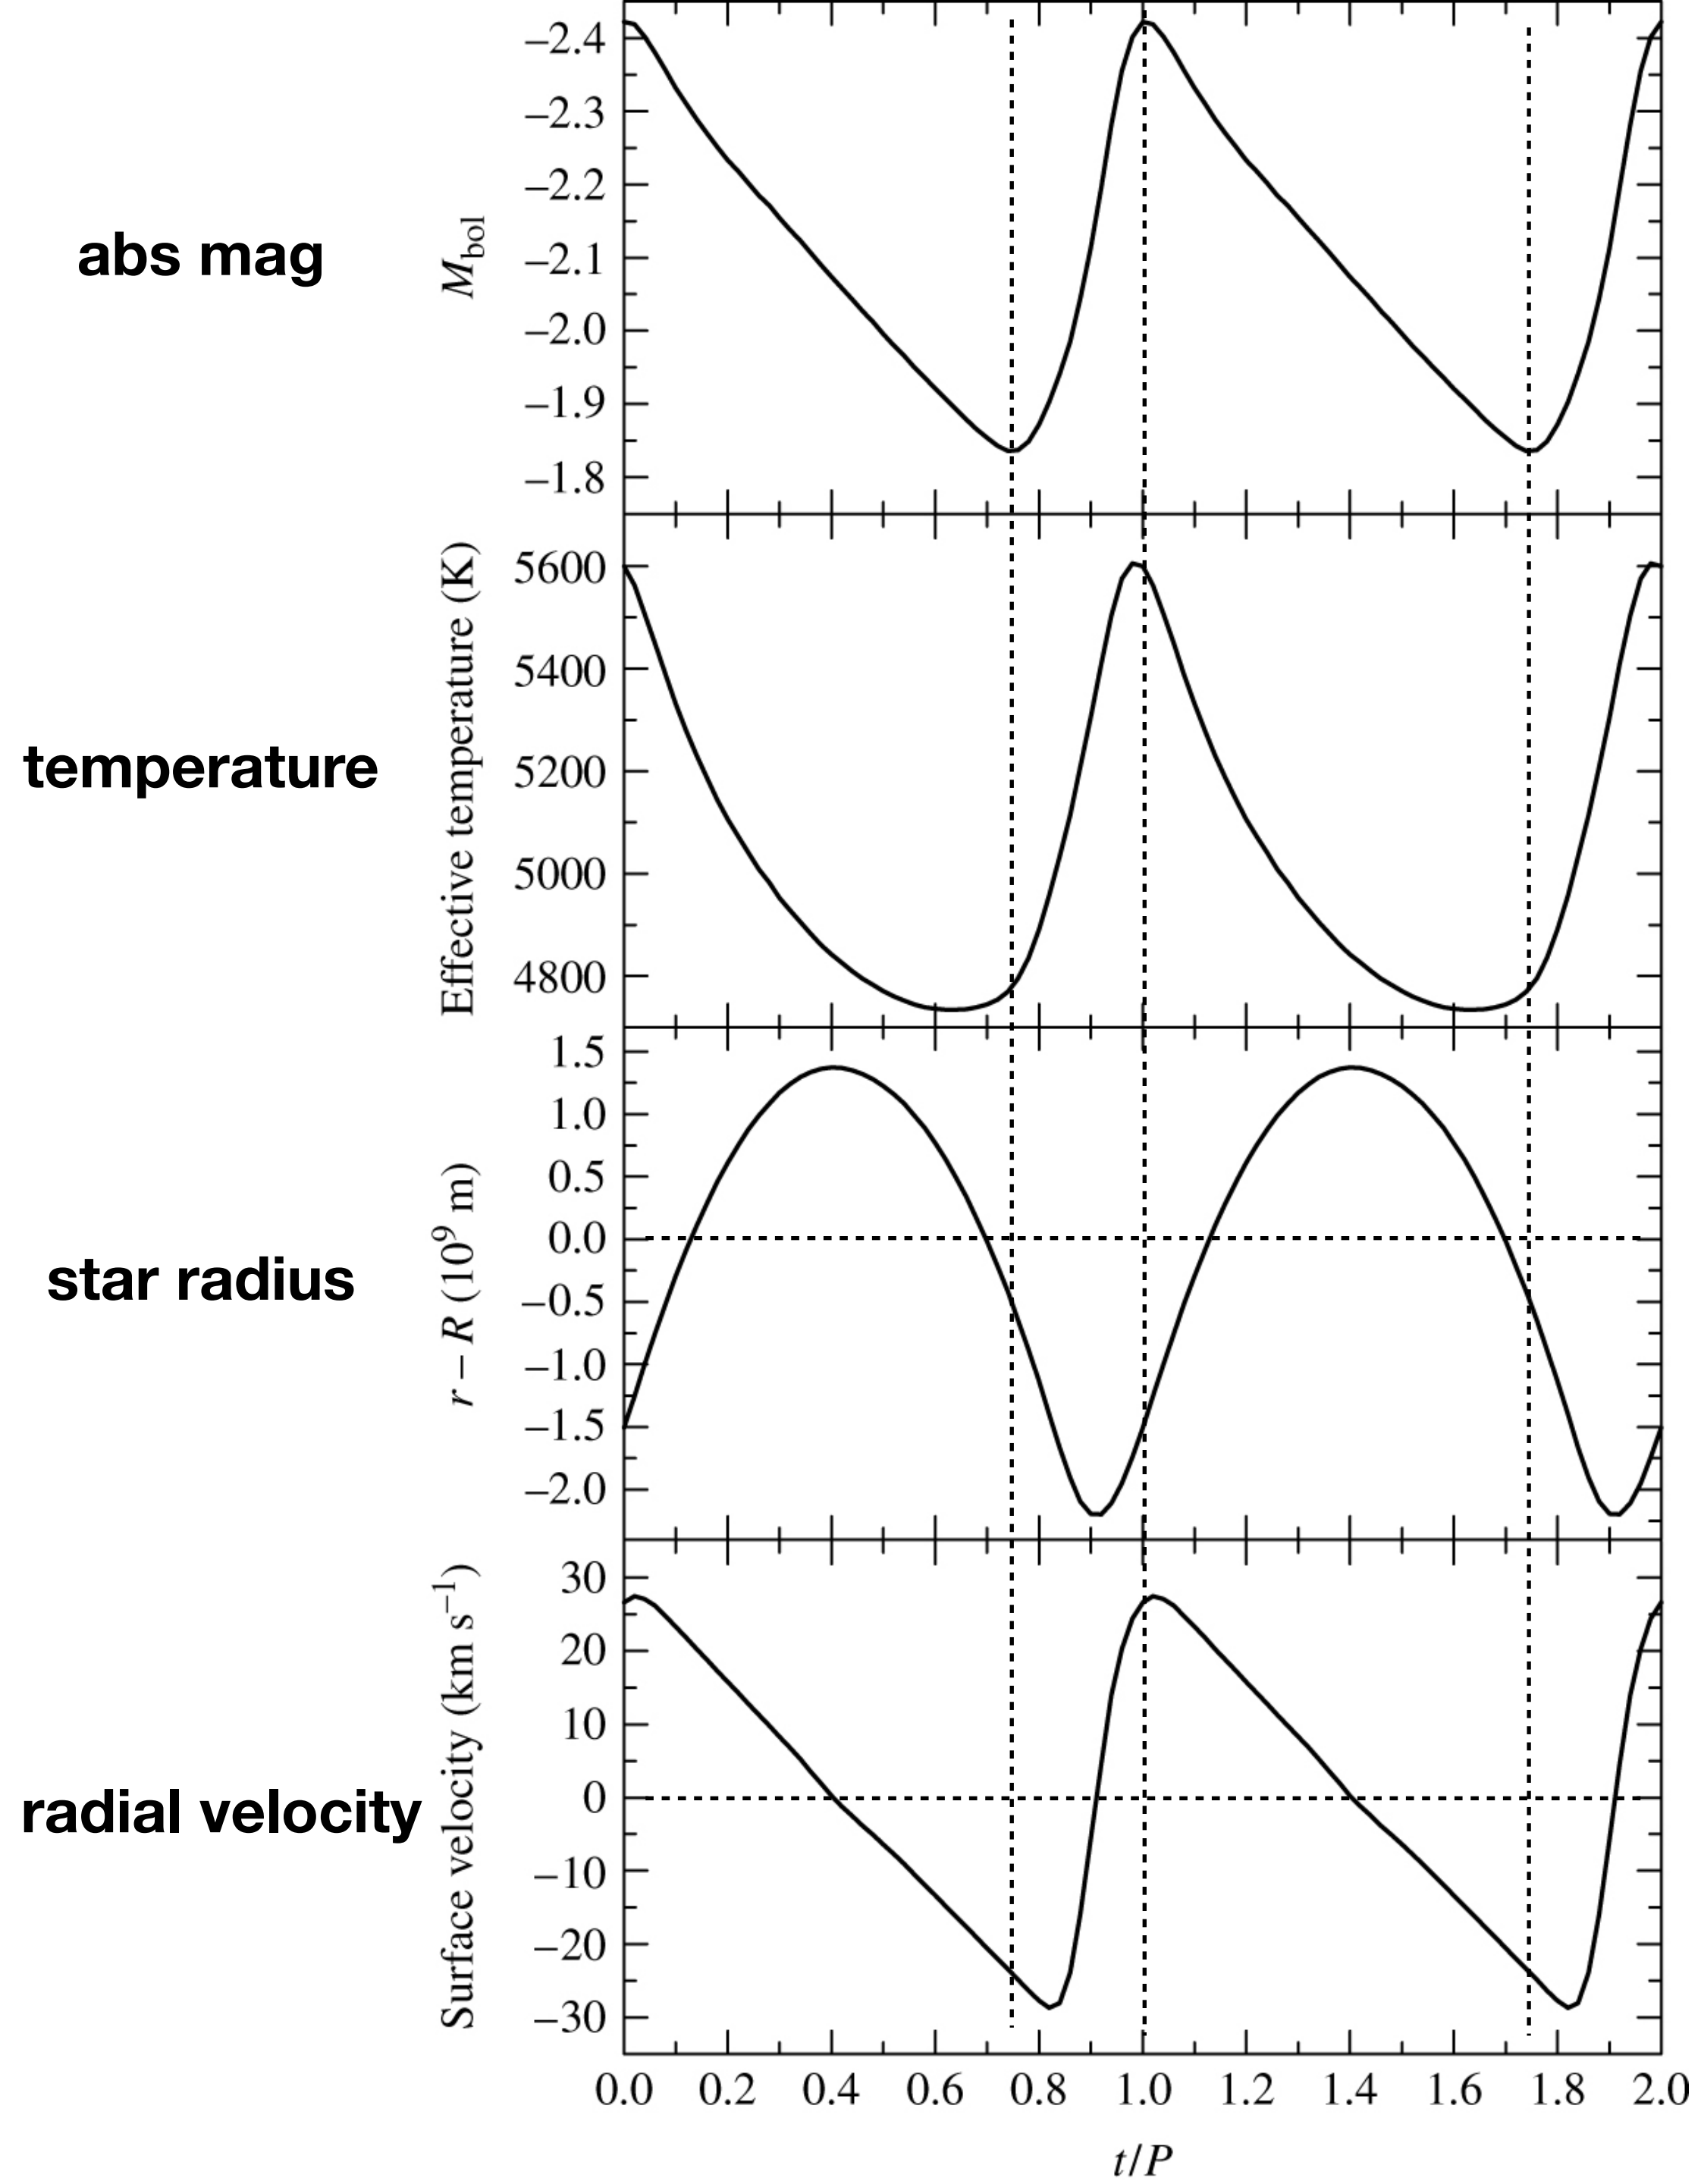 abs mag
M_bol
−2.4
−2.3
−2.2
−2.1
−2.0
−1.9
−1.8
temperature
Effective temperature (K)
5600
5400
5200
5000
4800
star radius
r – R (10⁹ m)
1.5
1.0
0.5
0.0
−0.5
−1.0
−1.5
−2.0
radial velocity
Surface velocity (km s⁻¹)
30
20
10
0
−10
−20
−30
0.0 0.2 0.4 0.6 0.8 1.0 1.2 1.4 1.6 1.8 2.0
t/P